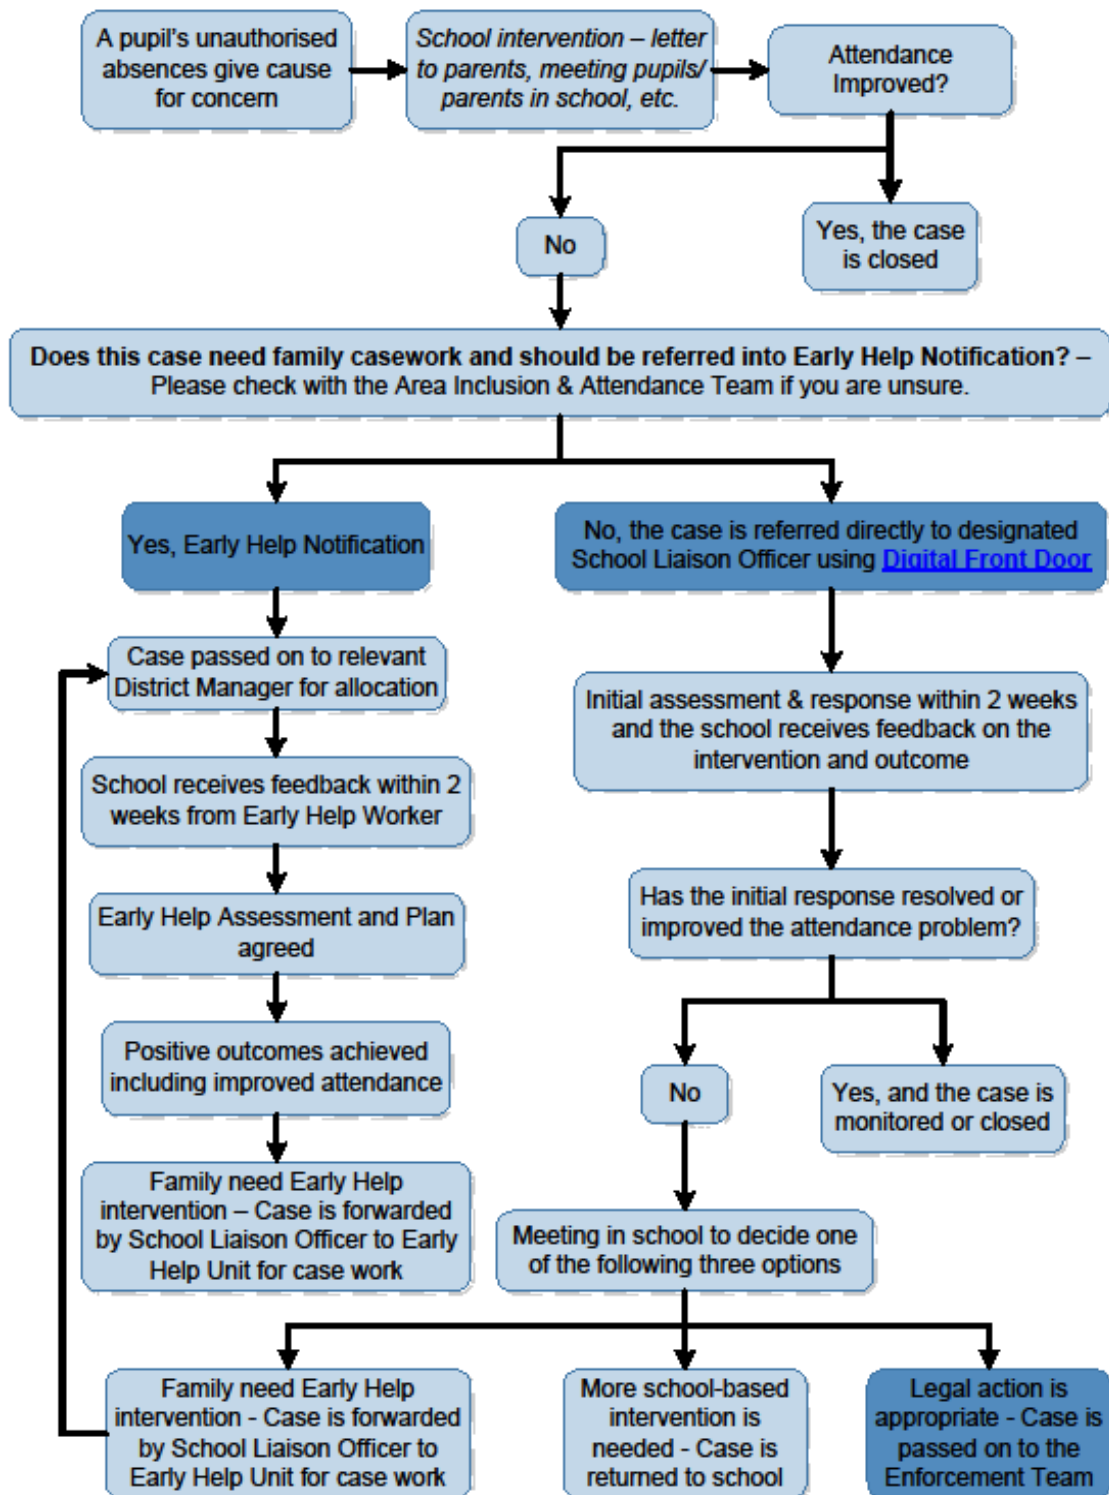 A pupil's unauthorised
absences give cause
for concern
School intervention – letter
to parents, meeting pupils/
parents in school, etc.
Attendance
Improved?
No
Yes, the case
is closed
Does this case need family casework and should be referred into Early Help Notification? –
Please check with the Area Inclusion & Attendance Team if you are unsure.
Yes, Early Help Notification
Case passed on to relevant
District Manager for allocation
School receives feedback within 2
weeks from Early Help Worker
Early Help Assessment and Plan
agreed
Positive outcomes achieved
including improved attendance
Family need Early Help
intervention – Case is forwarded
by School Liaison Officer to Early
Help Unit for case work
No, the case is referred directly to designated
School Liaison Officer using Digital Front Door
Initial assessment & response within 2 weeks
and the school receives feedback on the
intervention and outcome
Has the initial response resolved or
improved the attendance problem?
No
Yes, and the case is
monitored or closed
Meeting in school to decide one
of the following three options
Family need Early Help
intervention - Case is forwarded
by School Liaison Officer to
Early Help Unit for case work
More school-based
intervention is
needed - Case is
returned to school
Legal action is
appropriate - Case is
passed on to the
Enforcement Team